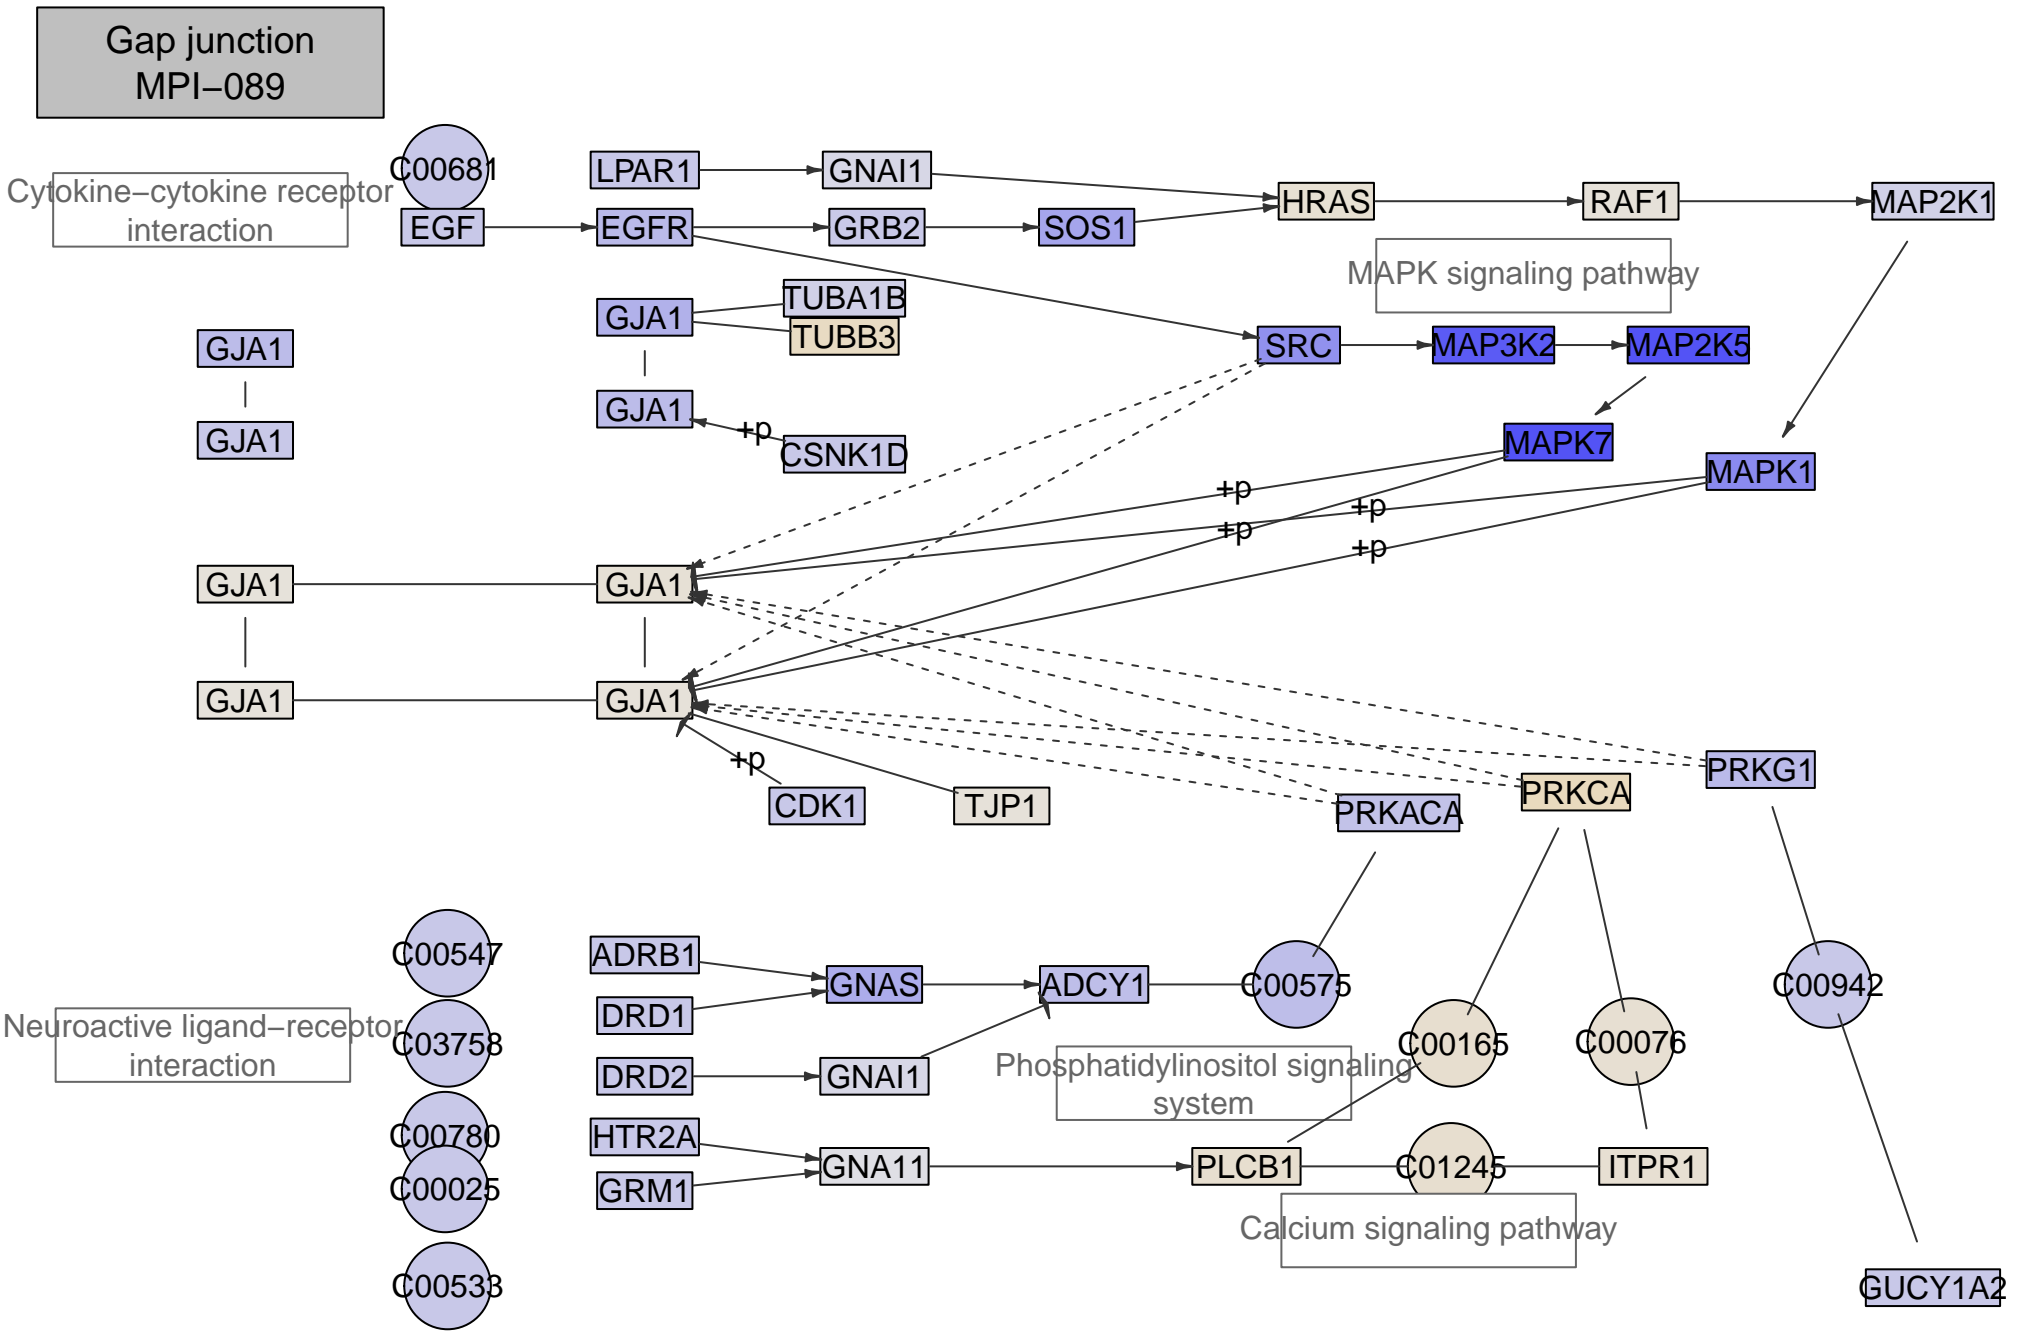 Gap junction
MPI−089
C00681
LPAR1
GNAI1
Cytokine−cytokine receptor
interaction
HRAS
RAF1
MAP2K1
EGF
EGFR
GRB2
SOS1
MAPK signaling pathway
TUBA1B
GJA1
TUBB3
GJA1
SRC
MAP3K2
MAP2K5
GJA1
+p
CSNK1D
GJA1
MAPK7
MAPK1
+p
+p
+p
+p
GJA1
GJA1
GJA1
GJA1
+p
CDK1
TJP1
PRKACA
PRKCA
PRKG1
C00547
ADRB1
GNAS
ADCY1
C00575
C00942
DRD1
Neuroactive ligand−receptor
interaction
C03758
C00165
C00076
DRD2
GNAI1
Phosphatidylinositol signaling
system
C00780
HTR2A
GNA11
PLCB1
C01245
ITPR1
C00025
GRM1
Calcium signaling pathway
C00533
GUCY1A2